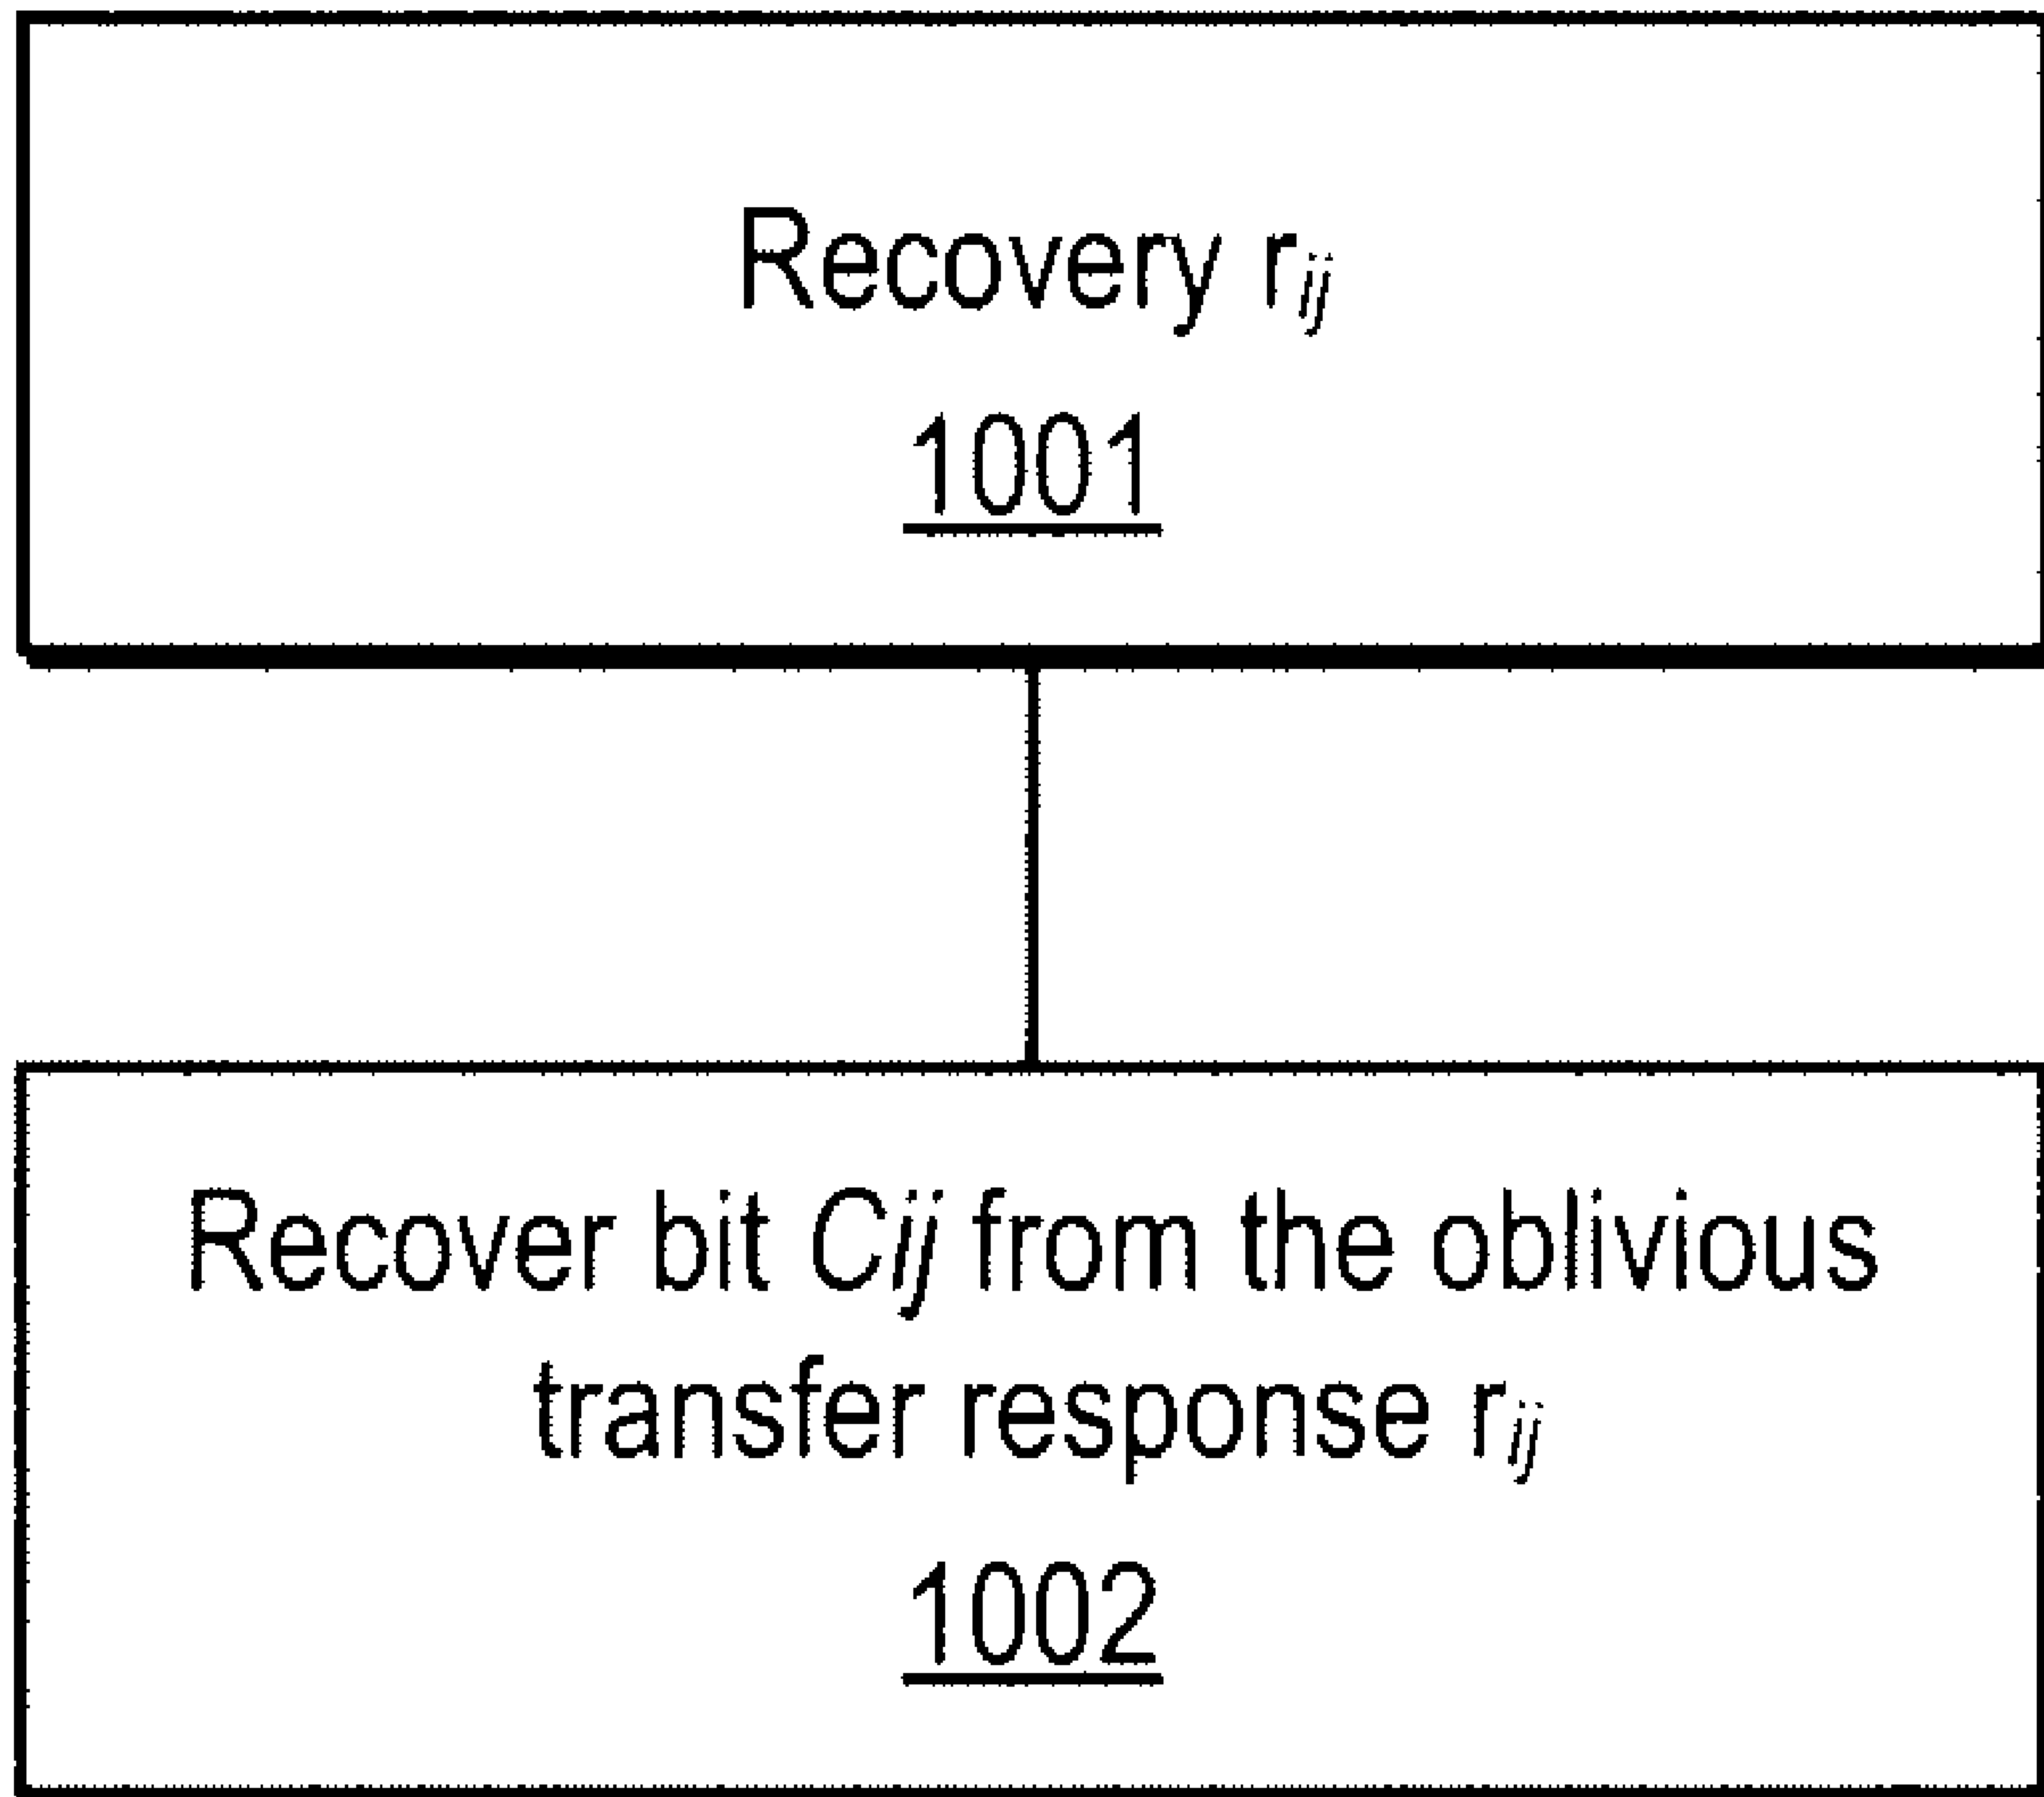 Recovery rij
1001
Recover bit Cij from the oblivious
transfer response rij
1002